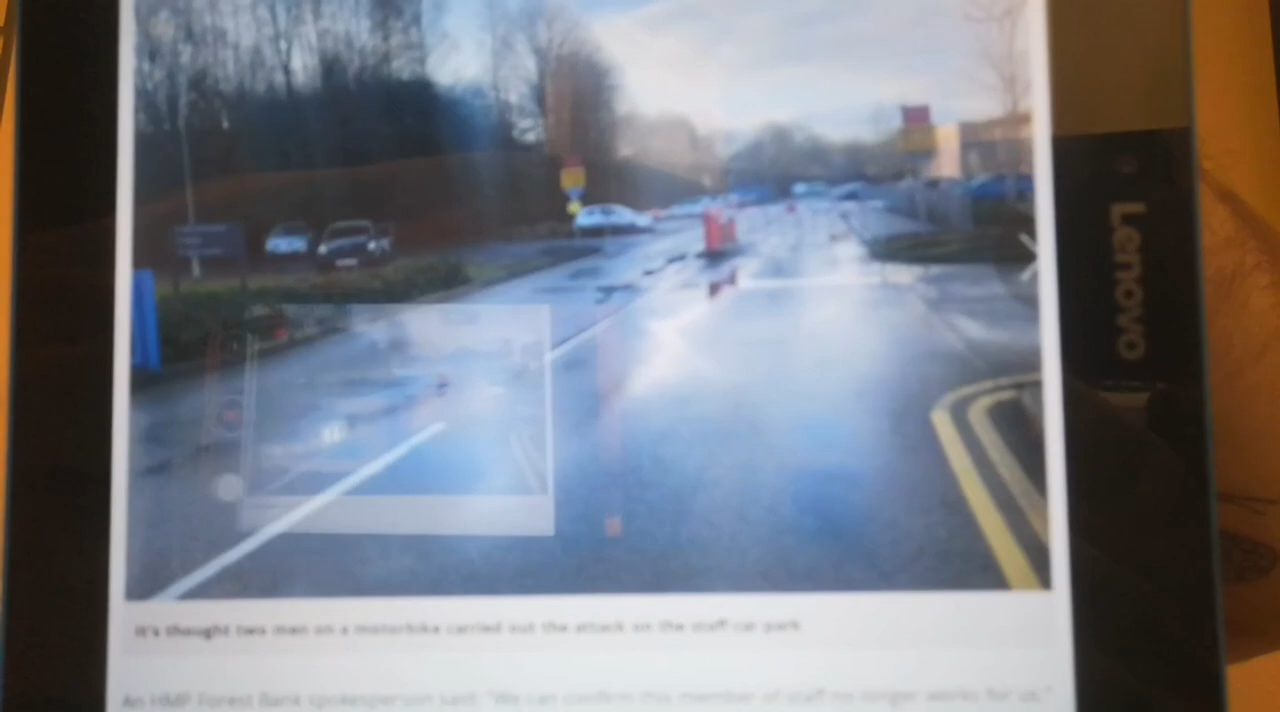 Lenovo
It's thought two men on a motorbike carried out the attack on the staff car park
An HMP Forest Bank spokesperson said: "We can confirm this member of staff no longer works for us."